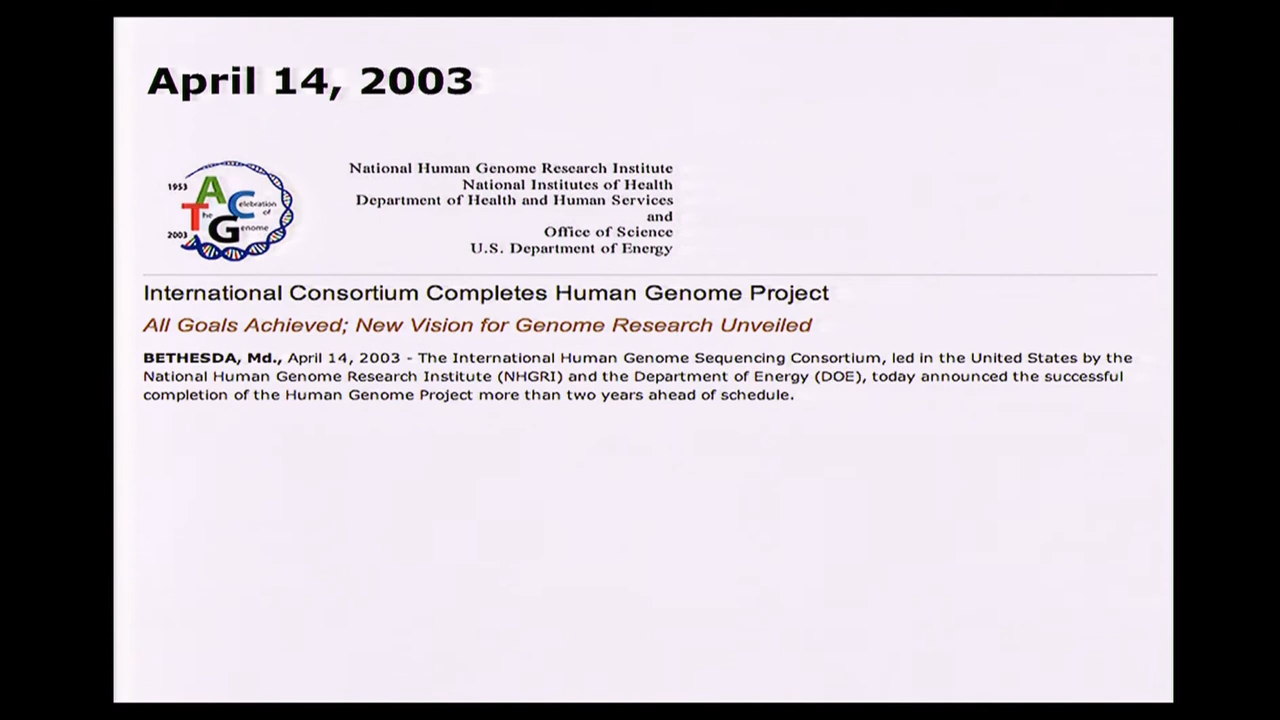 April 14, 2003
1953
A
C
elebration
of
T
he
G
enome
2003
National Human Genome Research Institute
National Institutes of Health
Department of Health and Human Services
and
Office of Science
U.S. Department of Energy
International Consortium Completes Human Genome Project
All Goals Achieved; New Vision for Genome Research Unveiled
BETHESDA, Md., April 14, 2003 - The International Human Genome Sequencing Consortium, led in the United States by the
National Human Genome Research Institute (NHGRI) and the Department of Energy (DOE), today announced the successful
completion of the Human Genome Project more than two years ahead of schedule.